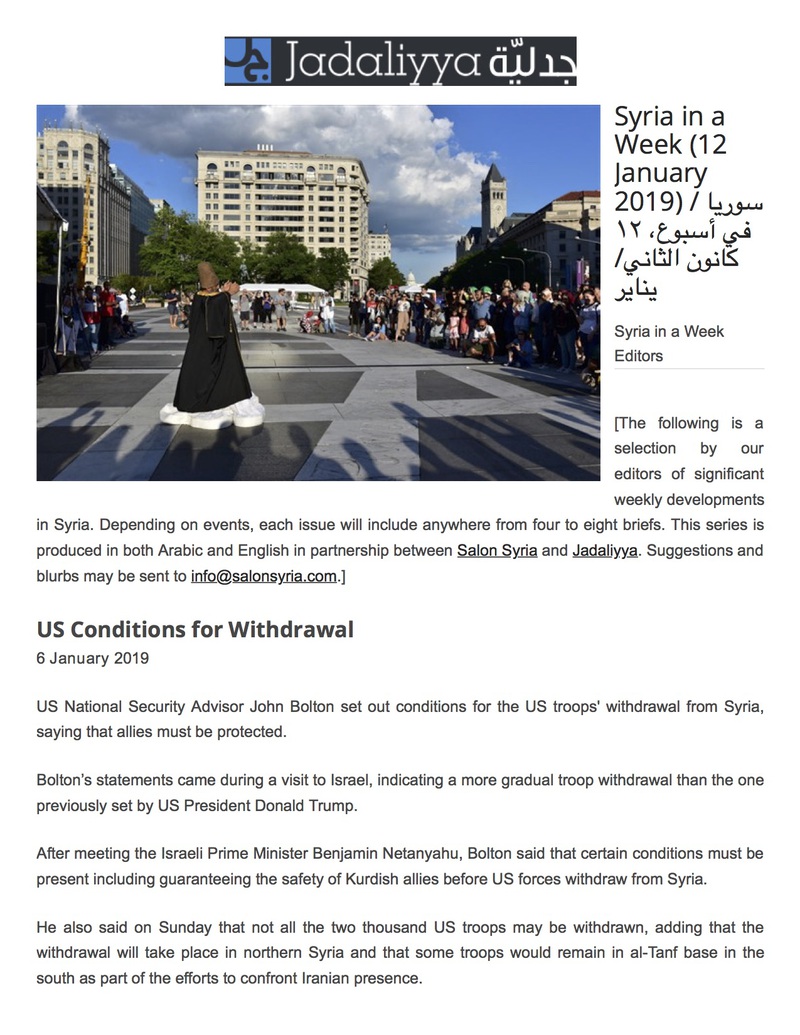 Jadaliyya جدليّة
Syria in a
Week (12
January
2019) / سوريا
في أسبوع، ١٢
كانون الثاني/
يناير
Syria in a Week
Editors
[The following is a
selection by our
editors of significant
weekly developments
in Syria. Depending on events, each issue will include anywhere from four to eight briefs. This series is
produced in both Arabic and English in partnership between Salon Syria and Jadaliyya. Suggestions and
blurbs may be sent to info@salonsyria.com.]
US Conditions for Withdrawal
6 January 2019
US National Security Advisor John Bolton set out conditions for the US troops' withdrawal from Syria,
saying that allies must be protected.
Bolton’s statements came during a visit to Israel, indicating a more gradual troop withdrawal than the one
previously set by US President Donald Trump.
After meeting the Israeli Prime Minister Benjamin Netanyahu, Bolton said that certain conditions must be
present including guaranteeing the safety of Kurdish allies before US forces withdraw from Syria.
He also said on Sunday that not all the two thousand US troops may be withdrawn, adding that the
withdrawal will take place in northern Syria and that some troops would remain in al-Tanf base in the
south as part of the efforts to confront Iranian presence.